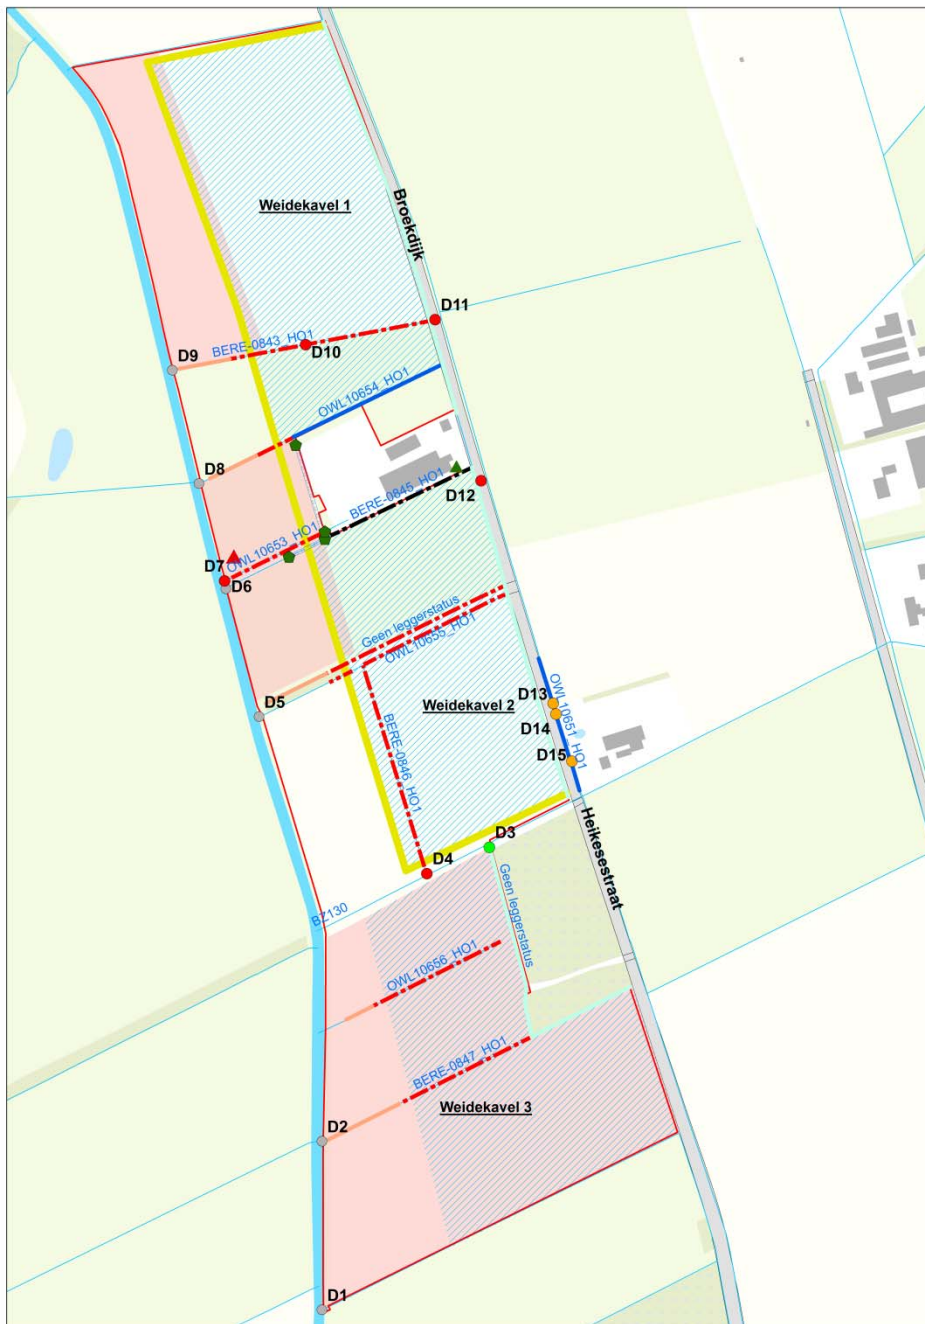 Weidekavel 1
Broekdijk
D11
BERE-0843_HO1
D10
D9
OWL10654_HO1
D8
BERE-0845_HO1
D12
OWL10653_HO1
D7
D6
Geen leggerstatus
OWL10655_HO1
D5
Weidekavel 2
D13
OWL10651_HO1
D14
D15
BERE-0846_HO1
D3
D4
Heikesestraat
Geen leggerstatus
BZ130
OWL10656_HO1
BERE-0847_HO1
Weidekavel 3
D2
D1